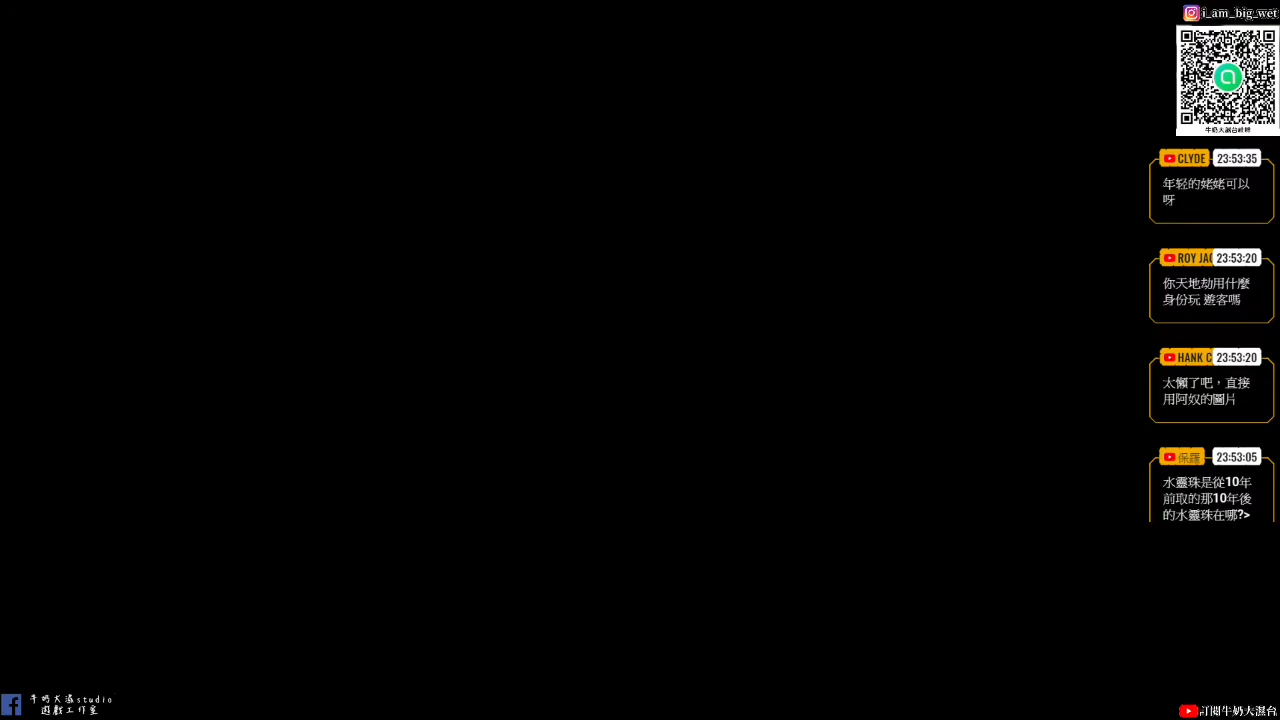 i_am_big_wet
牛奶大濕台社群
CLYDE 23:53:35
年轻的姥姥可以
呀
ROY JAC 23:53:20
你天地劫用什麼
身份玩 遊客嗎
HANK C 23:53:20
太懶了吧，直接
用阿奴的圖片
保羅 23:53:05
水靈珠是從10年
前取的那10年後
的水靈珠在哪?>
牛奶大濕studio
遊戲工作室
訂閱牛奶大濕台